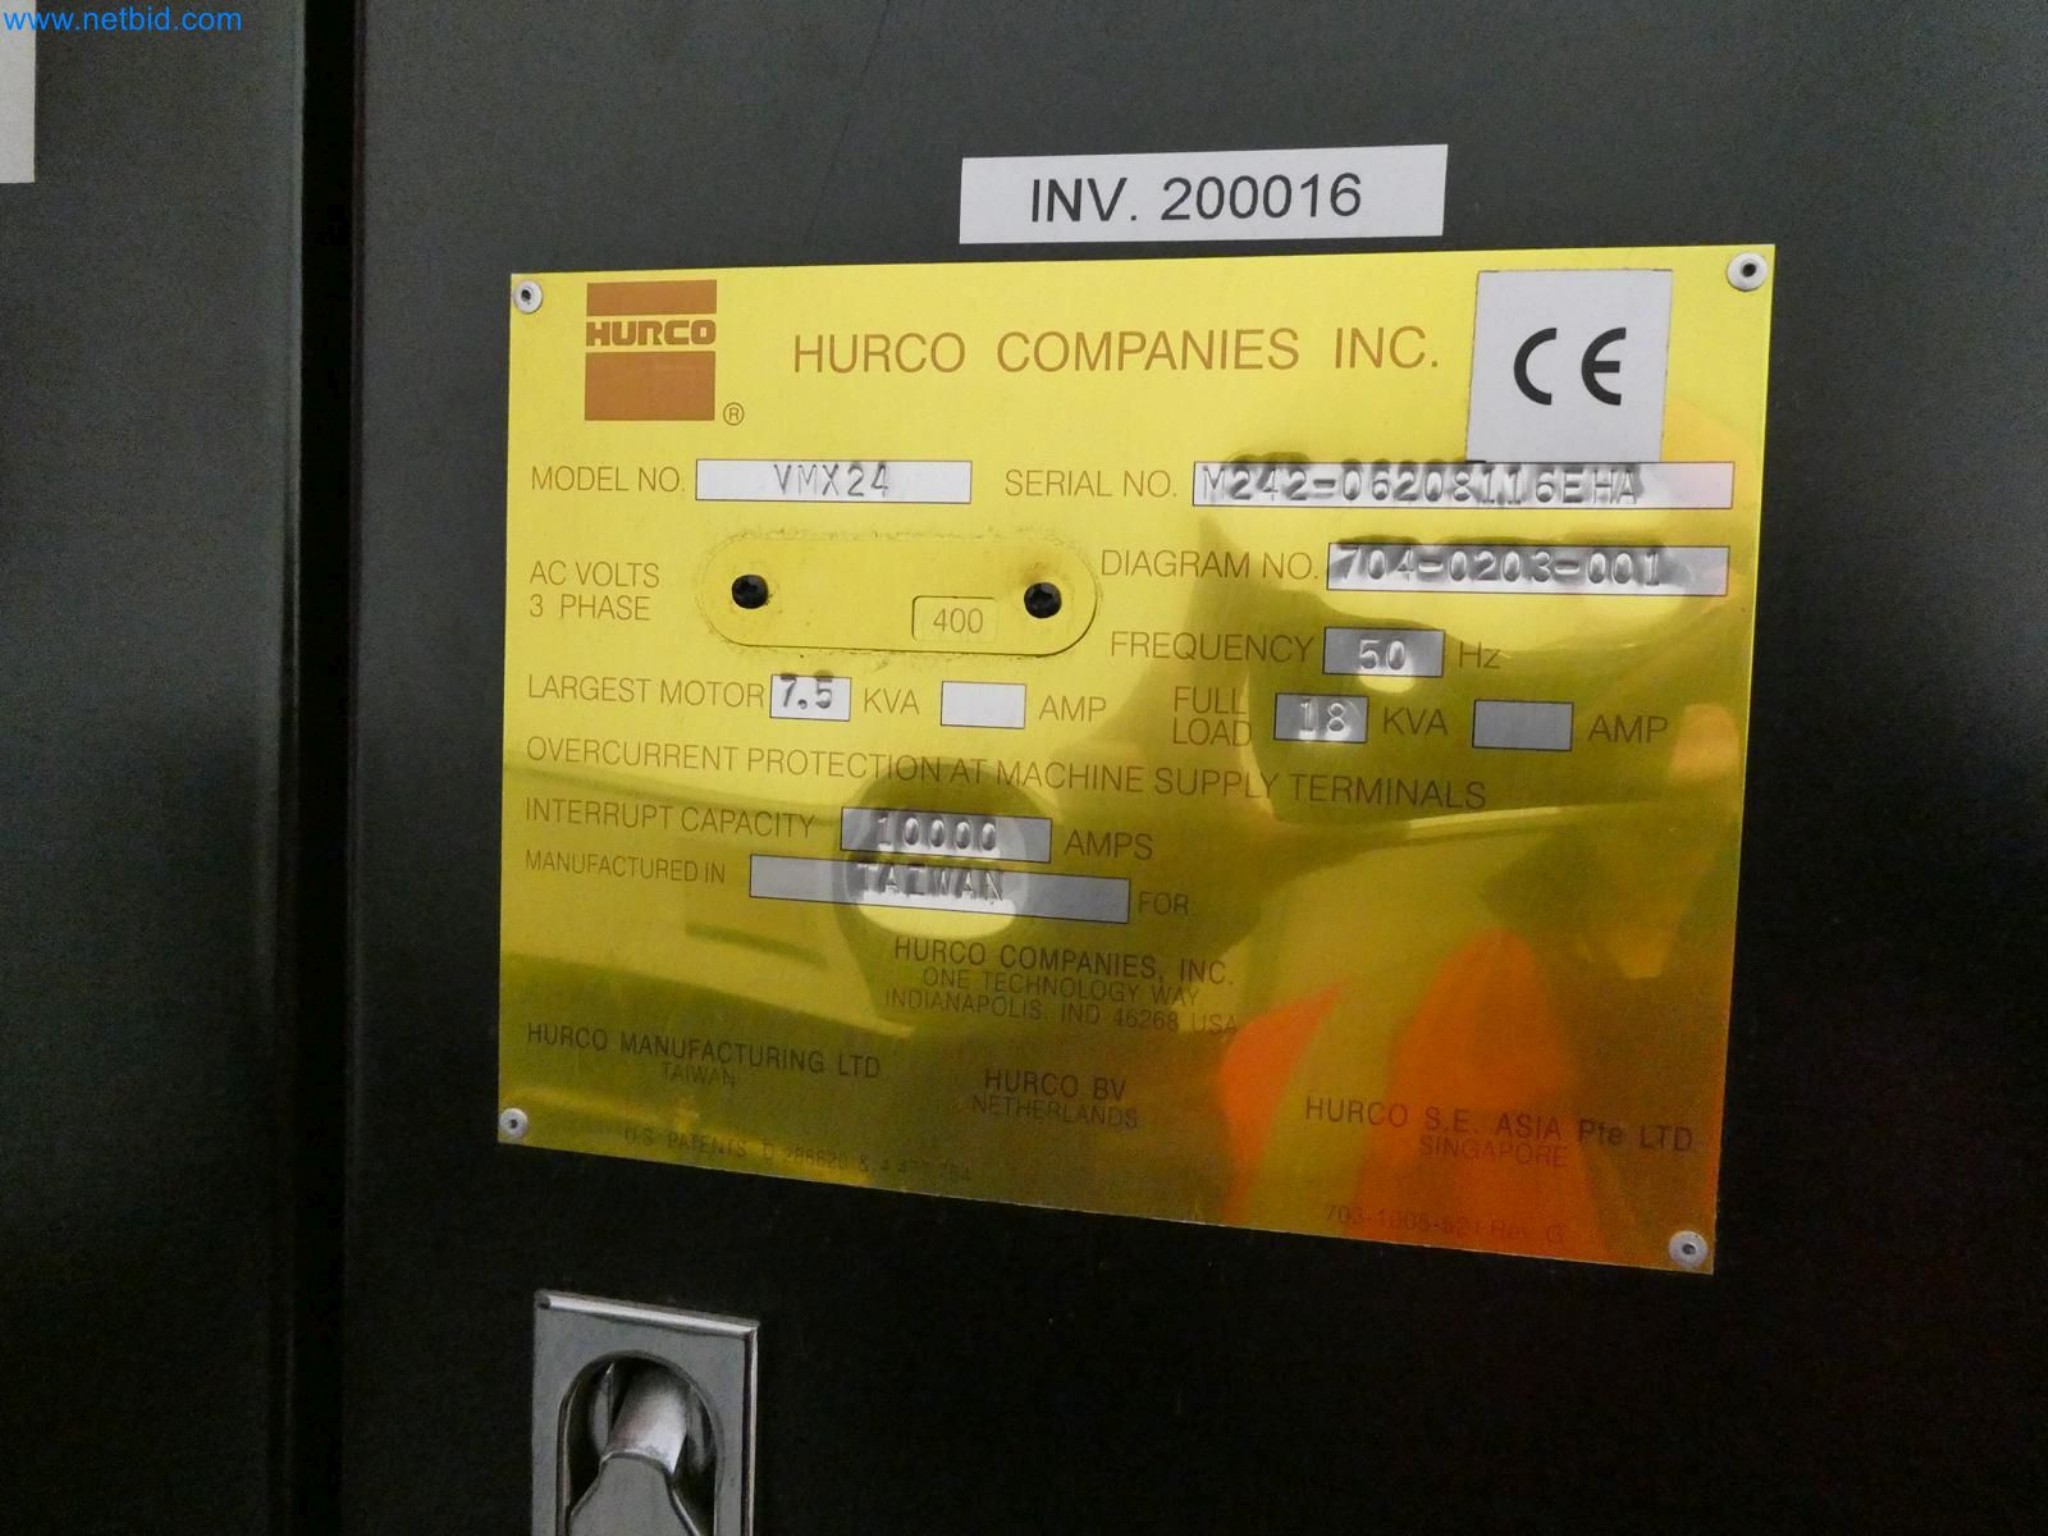 www.netbid.com
INV. 200016
HURCO
®
HURCO COMPANIES INC.
CE
MODEL NO. VMX24
SERIAL NO. M242-06208116EHA
AC VOLTS
3 PHASE
400
DIAGRAM NO. 704-0203-001
FREQUENCY 50 Hz
LARGEST MOTOR 7.5 KVA AMP
FULL
LOAD 18 KVA AMP
OVERCURRENT PROTECTION AT MACHINE SUPPLY TERMINALS
INTERRUPT CAPACITY 10000 AMPS
MANUFACTURED IN TAIWAN FOR
HURCO COMPANIES, INC.
ONE TECHNOLOGY WAY
INDIANAPOLIS, IND 46268 USA
HURCO MANUFACTURING LTD
TAIWAN
HURCO BV
NETHERLANDS
HURCO S.E. ASIA Pte LTD
SINGAPORE
U.S. PATENTS D
Rev. G